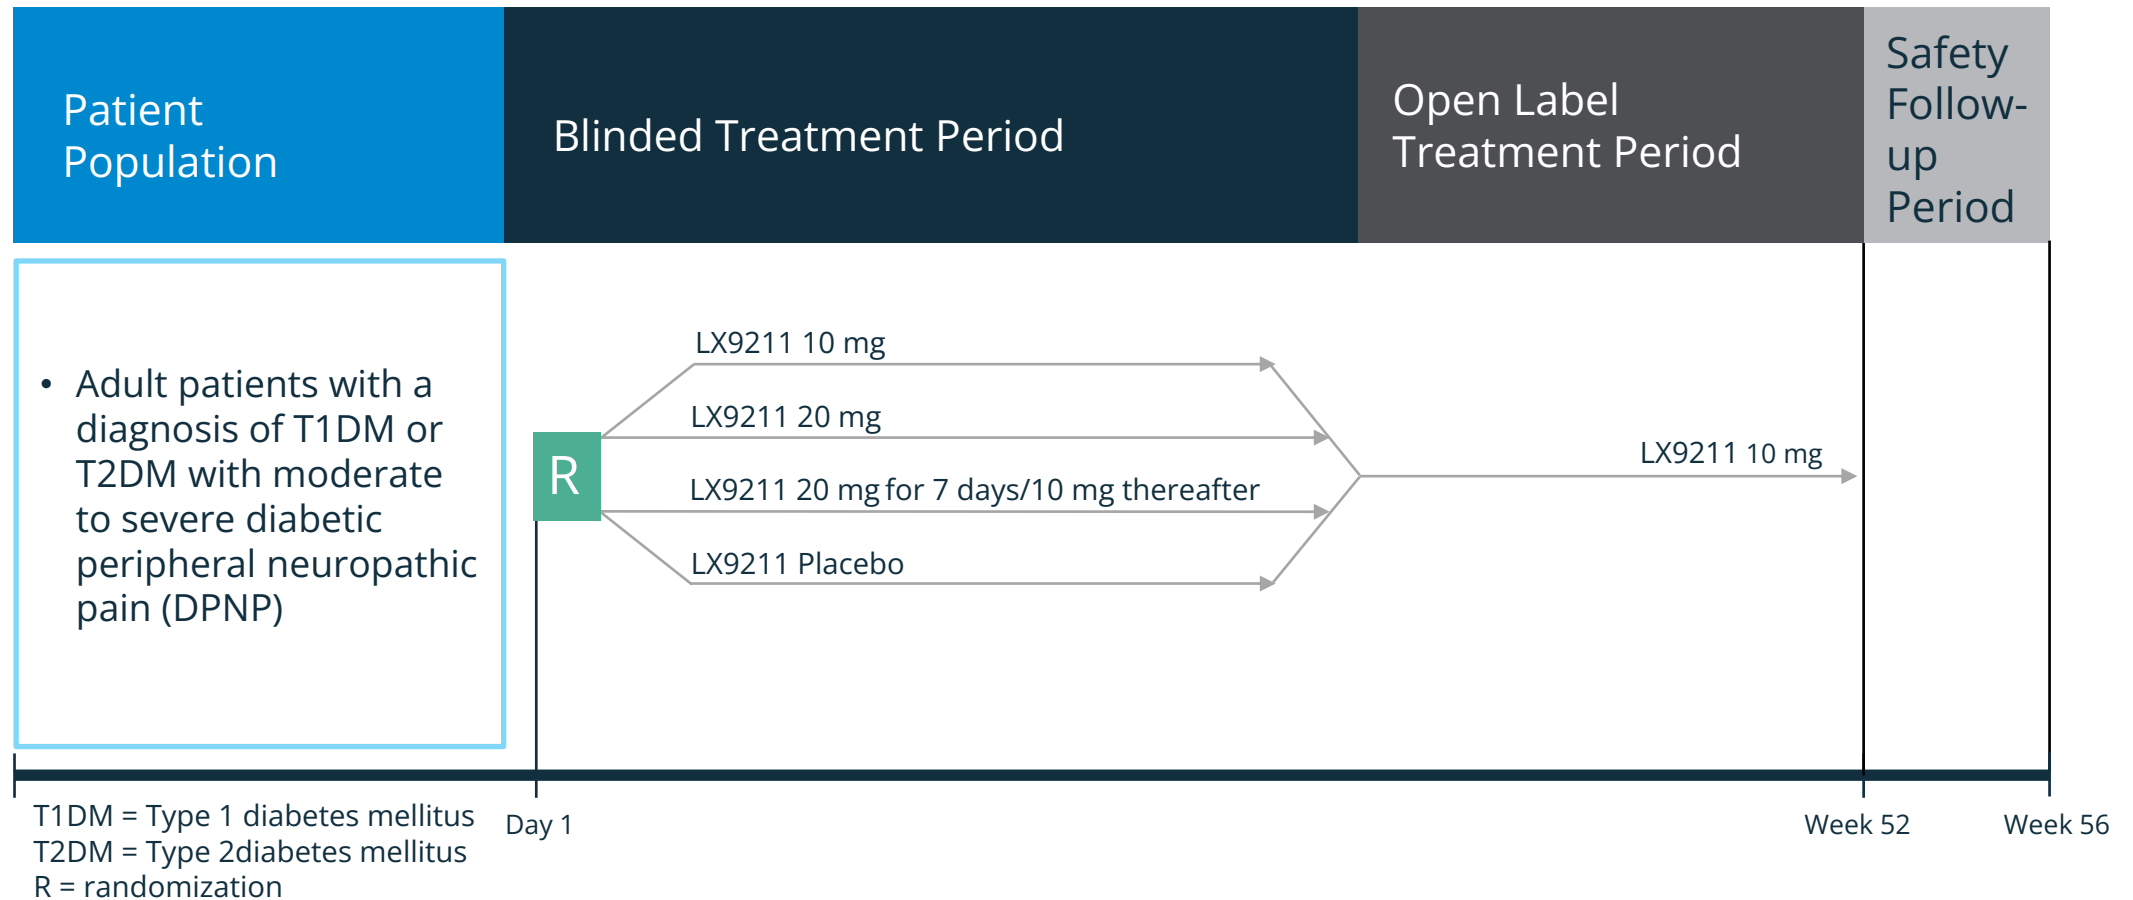 Patient
Population
Blinded Treatment Period
Open Label
Treatment Period
Safety
Follow-
up
Period
• Adult patients with a
diagnosis of T1DM or
T2DM with moderate
to severe diabetic
peripheral neuropathic
pain (DPNP)
R
LX9211 10 mg
LX9211 20 mg
LX9211 20 mg for 7 days/10 mg thereafter
LX9211 Placebo
LX9211 10 mg
Day 1
Week 52
Week 56
T1DM = Type 1 diabetes mellitus
T2DM = Type 2diabetes mellitus
R = randomization